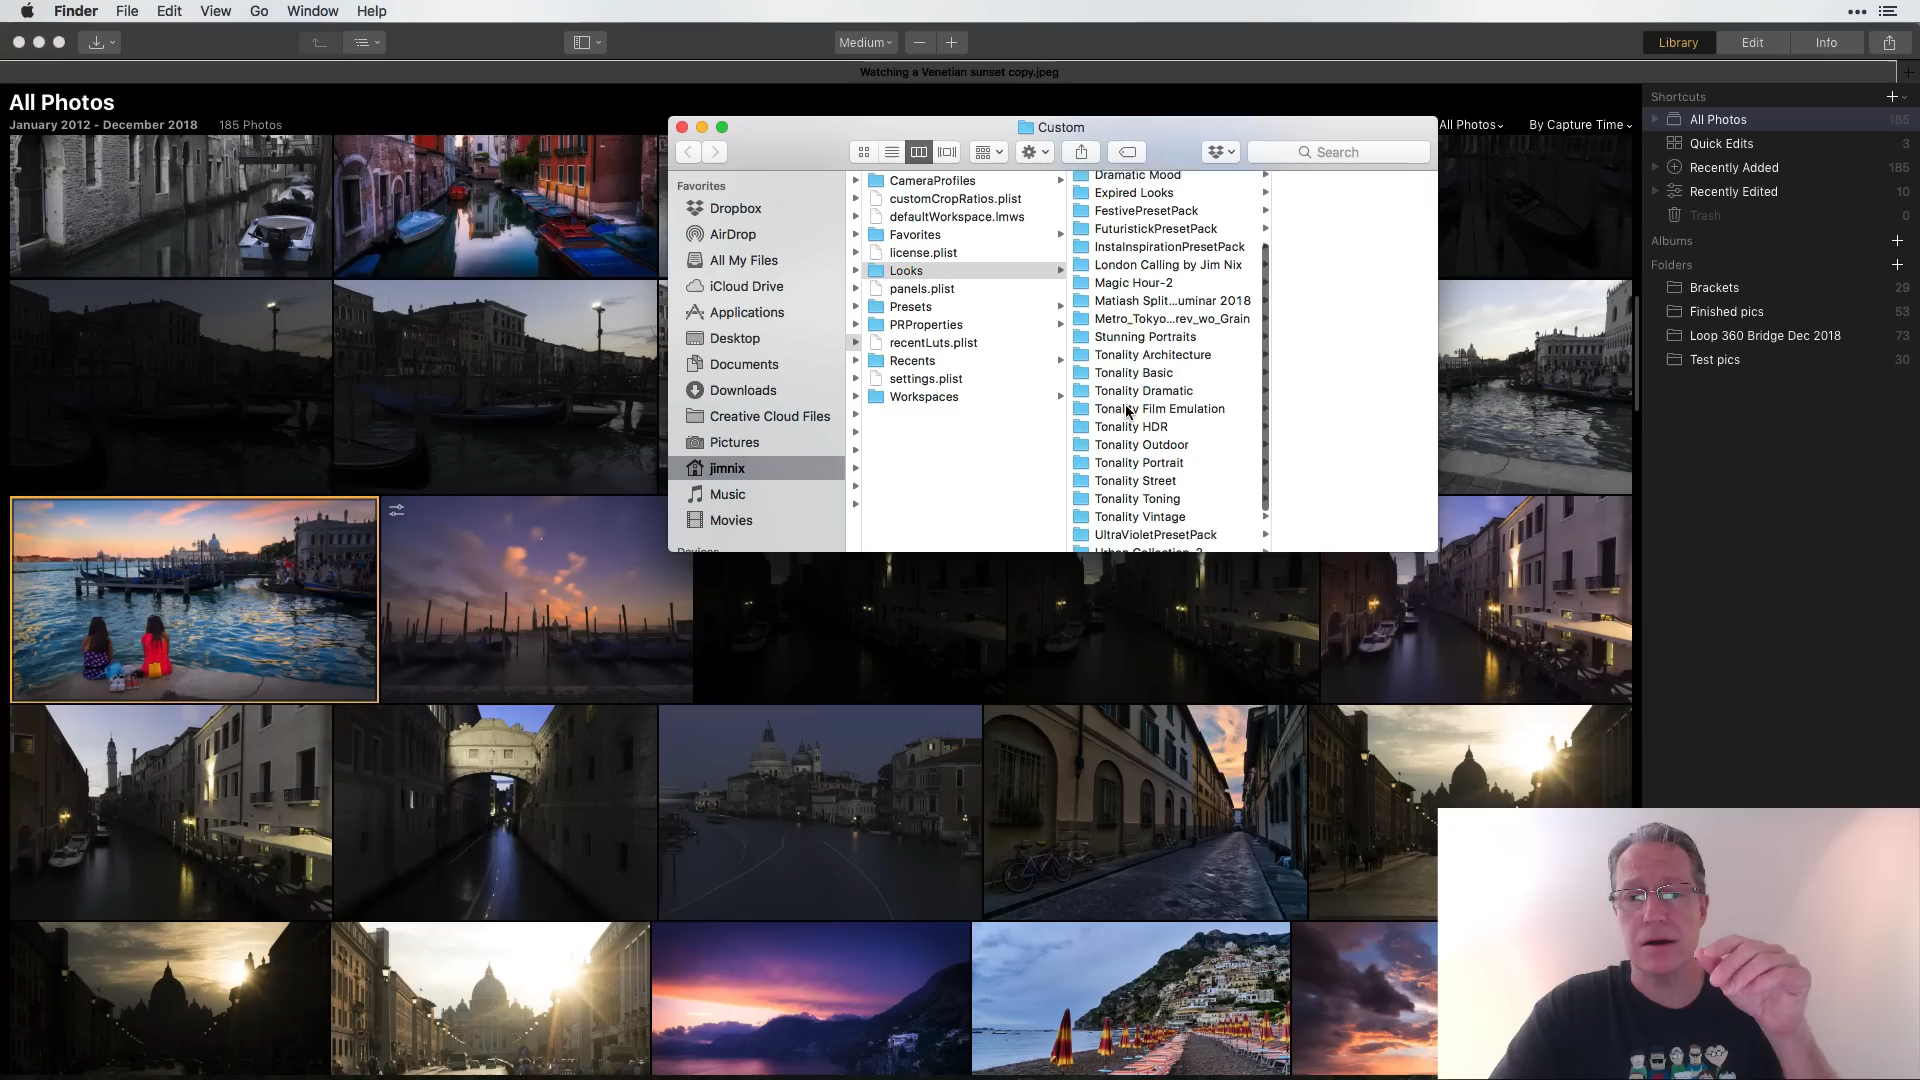 Finder File Edit View Go Window Help
Medium
Library Edit Info
Watching a Venetian sunset copy.jpeg
All Photos
January 2012 - December 2018 185 Photos
All Photos By Capture Time
Custom
Search
Favorites
Dropbox
AirDrop
All My Files
iCloud Drive
Applications
Desktop
Documents
Downloads
Creative Cloud Files
Pictures
jimnix
Music
Movies
Devices
CameraProfiles
customCropRatios.plist
defaultWorkspace.lmws
Favorites
license.plist
Looks
panels.plist
Presets
PRProperties
recentLuts.plist
Recents
settings.plist
Workspaces
Dramatic Mood
Expired Looks
FestivePresetPack
FuturistickPresetPack
InstaInspirationPresetPack
London Calling by Jim Nix
Magic Hour-2
Matiash Split...uminar 2018
Metro_Tokyo...rev_wo_Grain
Stunning Portraits
Tonality Architecture
Tonality Basic
Tonality Dramatic
Tonality Film Emulation
Tonality HDR
Tonality Outdoor
Tonality Portrait
Tonality Street
Tonality Toning
Tonality Vintage
UltraVioletPresetPack
Urban Collection-2
Shortcuts
All Photos 185
Quick Edits 3
Recently Added 185
Recently Edited 10
Trash 0
Albums
Folders
Brackets 29
Finished pics 53
Loop 360 Bridge Dec 2018 73
Test pics 30